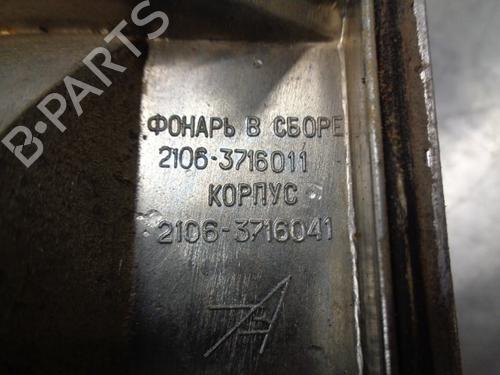 ФОНАРЬ В СБОРЕ
2106-3716011
КОРПУС
2106-3716041
B-PARTS